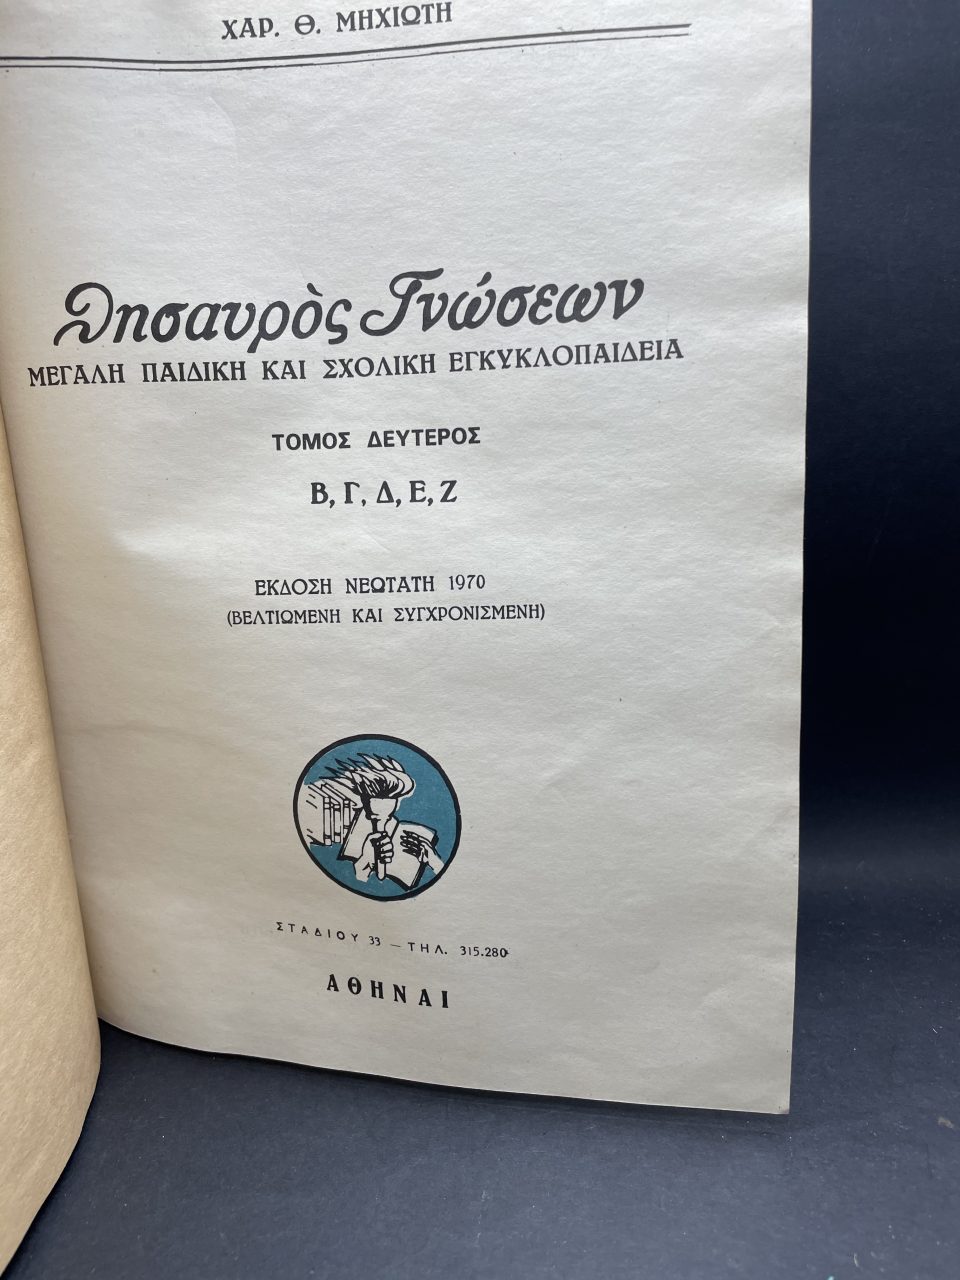 ΧΑΡ. Θ. ΜΗΧΙΩΤΗ
Θησαυρὸς Γνώσεων
ΜΕΓΑΛΗ ΠΑΙΔΙΚΗ ΚΑΙ ΣΧΟΛΙΚΗ ΕΓΚΥΚΛΟΠΑΙΔΕΙΑ
ΤΟΜΟΣ ΔΕΥΤΕΡΟΣ
Β, Γ, Δ, Ε, Ζ
ΕΚΔΟΣΗ ΝΕΩΤΑΤΗ 1970
(ΒΕΛΤΙΩΜΕΝΗ ΚΑΙ ΣΥΓΧΡΟΝΙΣΜΕΝΗ)
ΣΤΑΔΙΟΥ 33 — ΤΗΛ. 315.280
ΑΘΗΝΑΙ